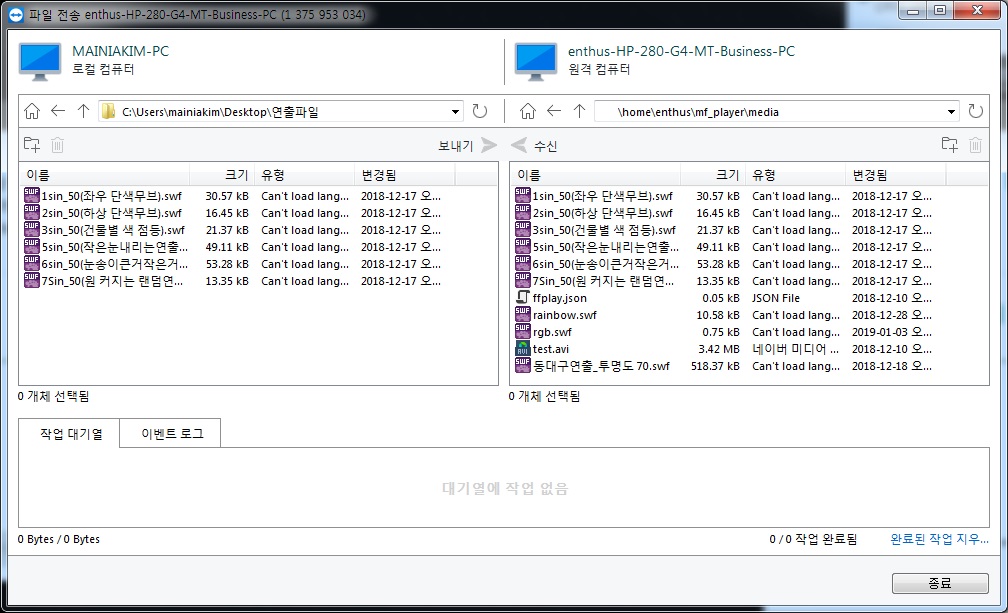 파일 전송 enthus-HP-280-G4-MT-Business-PC (1 375 953 034)
MAINIAKIM-PC
로컬 컴퓨터
enthus-HP-280-G4-MT-Business-PC
원격 컴퓨터
C:\Users\mainiakim\Desktop\연출파일
\home\enthus\mf_player\media
보내기
수신
이름 크기 유형 변경됨
1sin_50(좌우 단색무브).swf 30.57 kB Can't load lang... 2018-12-17 오...
2sin_50(하상 단색무브).swf 16.45 kB Can't load lang... 2018-12-17 오...
3sin_50(건물별 색 점등).swf 21.37 kB Can't load lang... 2018-12-17 오...
5sin_50(작은눈내리는연출... 49.11 kB Can't load lang... 2018-12-17 오...
6sin_50(눈송이큰거작은거... 53.28 kB Can't load lang... 2018-12-17 오...
7Sin_50(원 커지는 랜덤연... 13.35 kB Can't load lang... 2018-12-17 오...
0 개체 선택됨
이름 크기 유형 변경됨
1sin_50(좌우 단색무브).swf 30.57 kB Can't load lang... 2018-12-17 오...
2sin_50(하상 단색무브).swf 16.45 kB Can't load lang... 2018-12-17 오...
3sin_50(건물별 색 점등).swf 21.37 kB Can't load lang... 2018-12-17 오...
5sin_50(작은눈내리는연출... 49.11 kB Can't load lang... 2018-12-17 오...
6sin_50(눈송이큰거작은거... 53.28 kB Can't load lang... 2018-12-17 오...
7Sin_50(원 커지는 랜덤연... 13.35 kB Can't load lang... 2018-12-17 오...
ffplay.json 0.05 kB JSON File 2018-12-10 오...
rainbow.swf 10.58 kB Can't load lang... 2018-12-28 오...
rgb.swf 0.75 kB Can't load lang... 2019-01-03 오...
test.avi 3.42 MB 네이버 미디어 ... 2018-12-10 오...
동대구연출_투명도 70.swf 518.37 kB Can't load lang... 2018-12-18 오...
0 개체 선택됨
작업 대기열
이벤트 로그
대기열에 작업 없음
0 Bytes / 0 Bytes
0 / 0 작업 완료됨
완료된 작업 지우...
종료